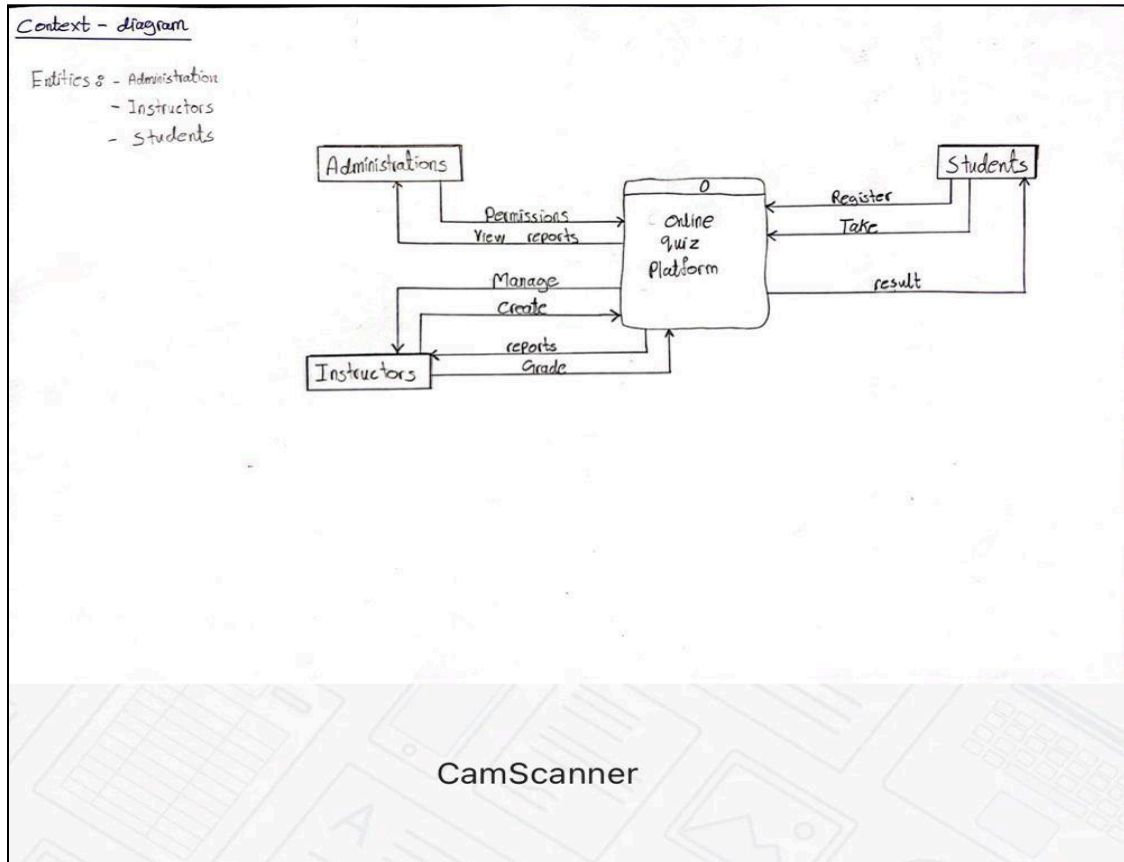 Context - diagram
Entities : - Administration
- Instructors
- Students
Administrations
Students
0
Online
quiz
Platform
Permissions
View reports
Manage
Create
reports
Grade
Instructors
Register
Take
result
CamScanner